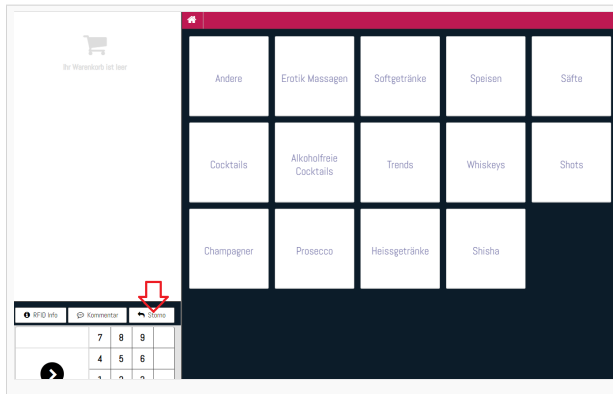 Ihr Warenkorb ist leer
Andere
Erotik Massagen
Softgetränke
Speisen
Säfte
Cocktails
Alkoholfreie
Cocktails
Trends
Whiskeys
Shots
Champagner
Prosecco
Heissgetränke
Shisha
RFID Info
Kommentar
Storno
7 8 9
4 5 6